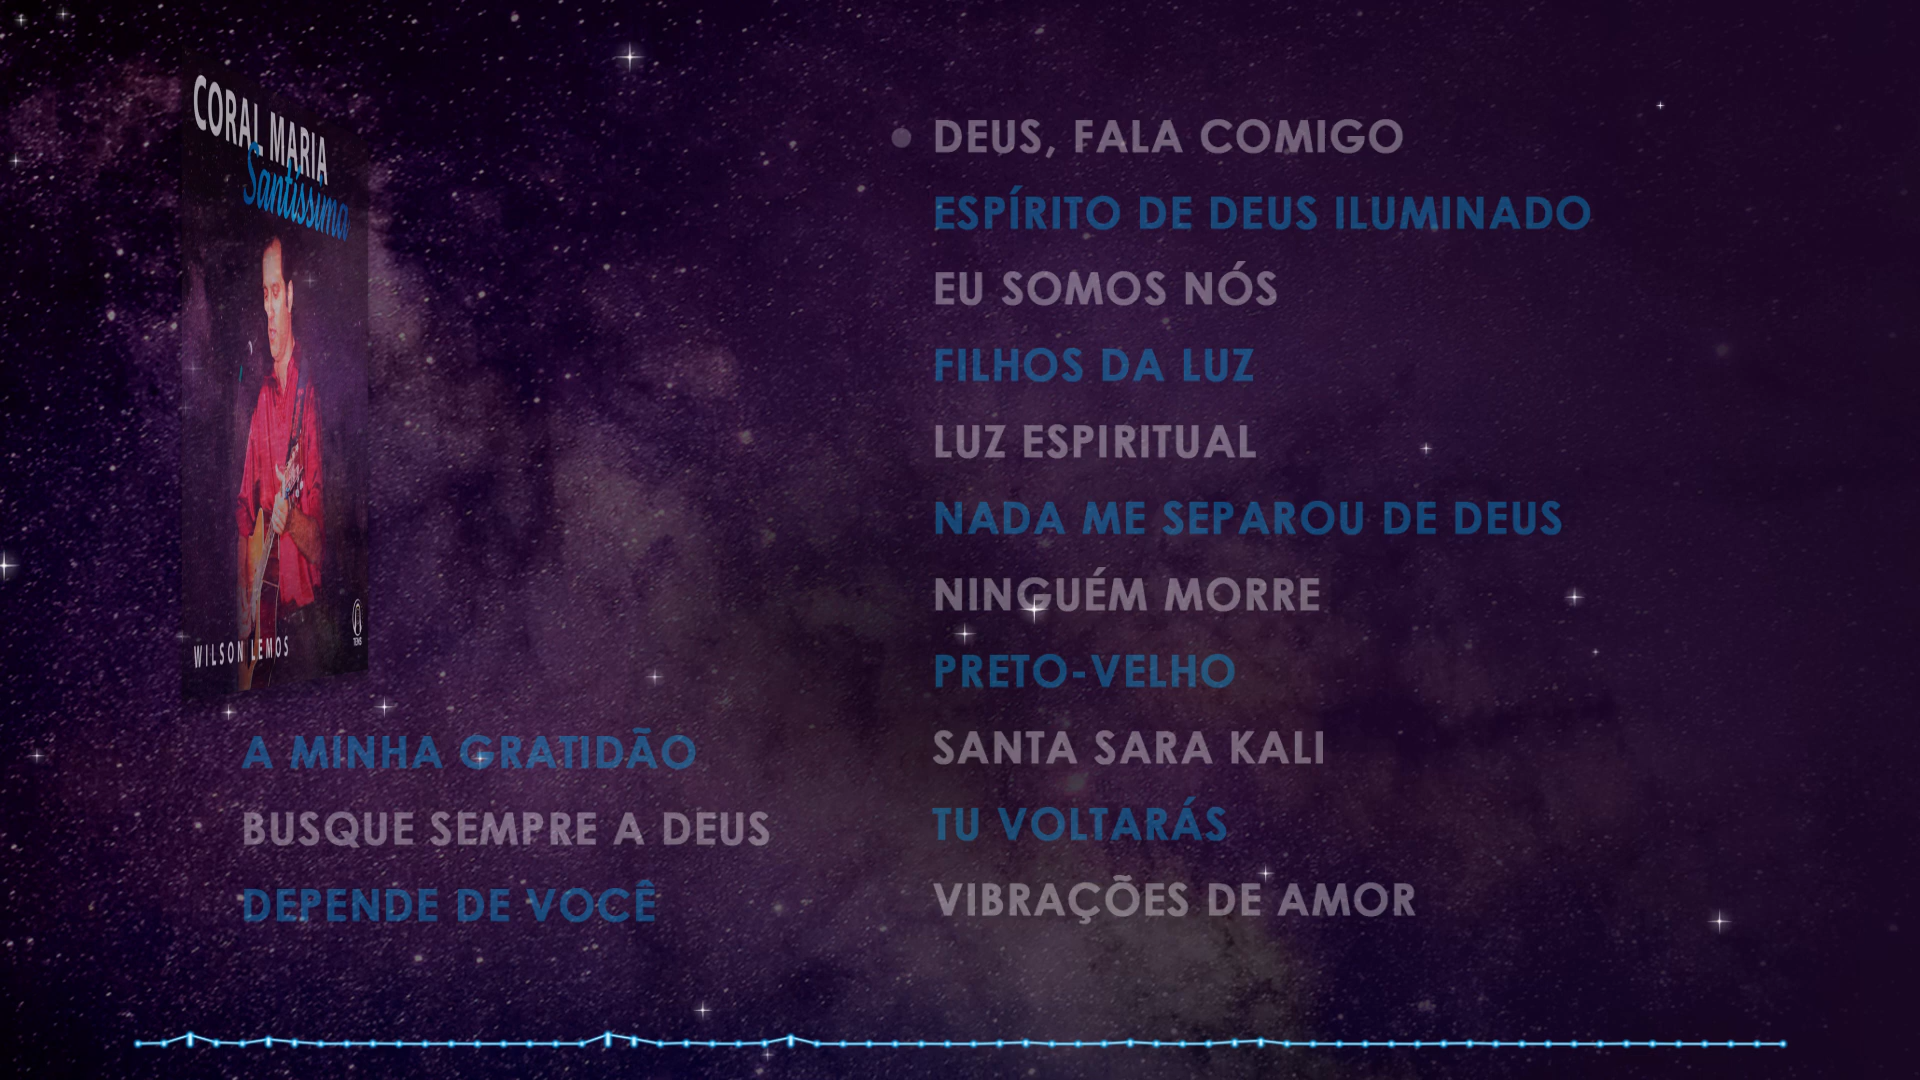 CORAL MARIA
Santíssima
WILSON LEMOS
TEMS
A MINHA GRATIDÃO
BUSQUE SEMPRE A DEUS
DEPENDE DE VOCÊ
DEUS, FALA COMIGO
ESPÍRITO DE DEUS ILUMINADO
EU SOMOS NÓS
FILHOS DA LUZ
LUZ ESPIRITUAL
NADA ME SEPAROU DE DEUS
NINGUÉM MORRE
PRETO-VELHO
SANTA SARA KALI
TU VOLTARÁS
VIBRAÇÕES DE AMOR